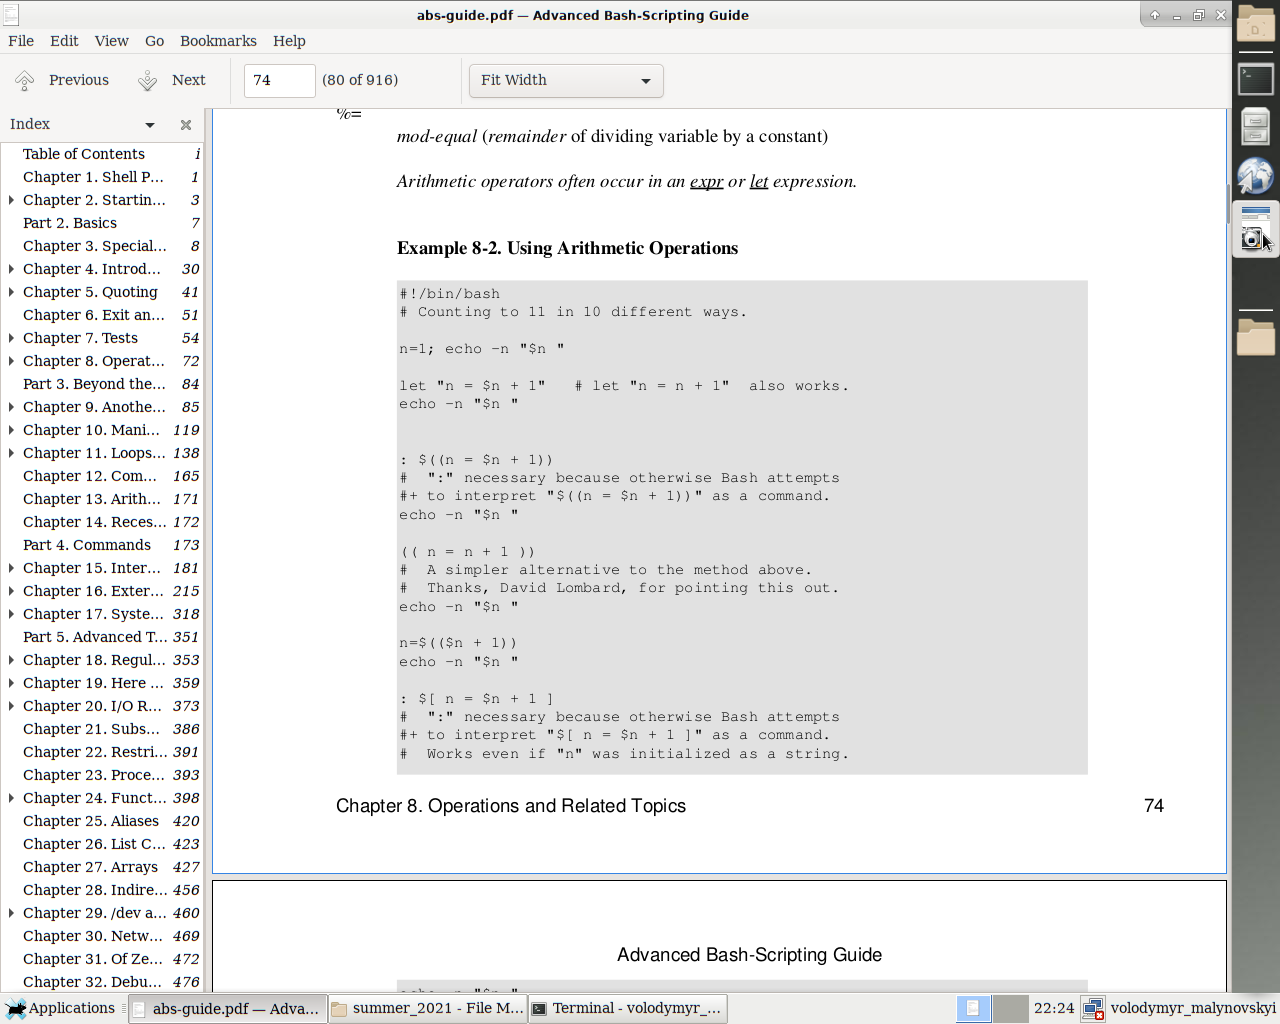 abs-guide.pdf — Advanced Bash-Scripting Guide
File Edit View Go Bookmarks Help
Previous Next 74 (80 of 916) Fit Width
Index
Table of Contents i
Chapter 1. Shell P... 1
Chapter 2. Startin... 3
Part 2. Basics 7
Chapter 3. Special... 8
Chapter 4. Introd... 30
Chapter 5. Quoting 41
Chapter 6. Exit an... 51
Chapter 7. Tests 54
Chapter 8. Operat... 72
Part 3. Beyond the... 84
Chapter 9. Anothe... 85
Chapter 10. Mani... 119
Chapter 11. Loops... 138
Chapter 12. Com... 165
Chapter 13. Arith... 171
Chapter 14. Reces... 172
Part 4. Commands 173
Chapter 15. Inter... 181
Chapter 16. Exter... 215
Chapter 17. Syste... 318
Part 5. Advanced T... 351
Chapter 18. Regul... 353
Chapter 19. Here ... 359
Chapter 20. I/O R... 373
Chapter 21. Subs... 386
Chapter 22. Restri... 391
Chapter 23. Proce... 393
Chapter 24. Funct... 398
Chapter 25. Aliases 420
Chapter 26. List C... 423
Chapter 27. Arrays 427
Chapter 28. Indire... 456
Chapter 29. /dev a... 460
Chapter 30. Netw... 469
Chapter 31. Of Ze... 472
Chapter 32. Debu... 476
%=
mod-equal (remainder of dividing variable by a constant)
Arithmetic operators often occur in an expr or let expression.
Example 8-2. Using Arithmetic Operations
#!/bin/bash
# Counting to 11 in 10 different ways.
n=1; echo -n "$n "
let "n = $n + 1"   # let "n = n + 1"  also works.
echo -n "$n "
: $((n = $n + 1))
#  ":" necessary because otherwise Bash attempts
#+ to interpret "$((n = $n + 1))" as a command.
echo -n "$n "
(( n = n + 1 ))
#  A simpler alternative to the method above.
#  Thanks, David Lombard, for pointing this out.
echo -n "$n "
n=$(($n + 1))
echo -n "$n "
: $[ n = $n + 1 ]
#  ":" necessary because otherwise Bash attempts
#+ to interpret "$[ n = $n + 1 ]" as a command.
#  Works even if "n" was initialized as a string.
Chapter 8. Operations and Related Topics 74
Advanced Bash-Scripting Guide
echo -n "$n "
Applications abs-guide.pdf — Adva... summer_2021 - File M... Terminal - volodymyr_... 22:24 volodymyr_malynovskyi